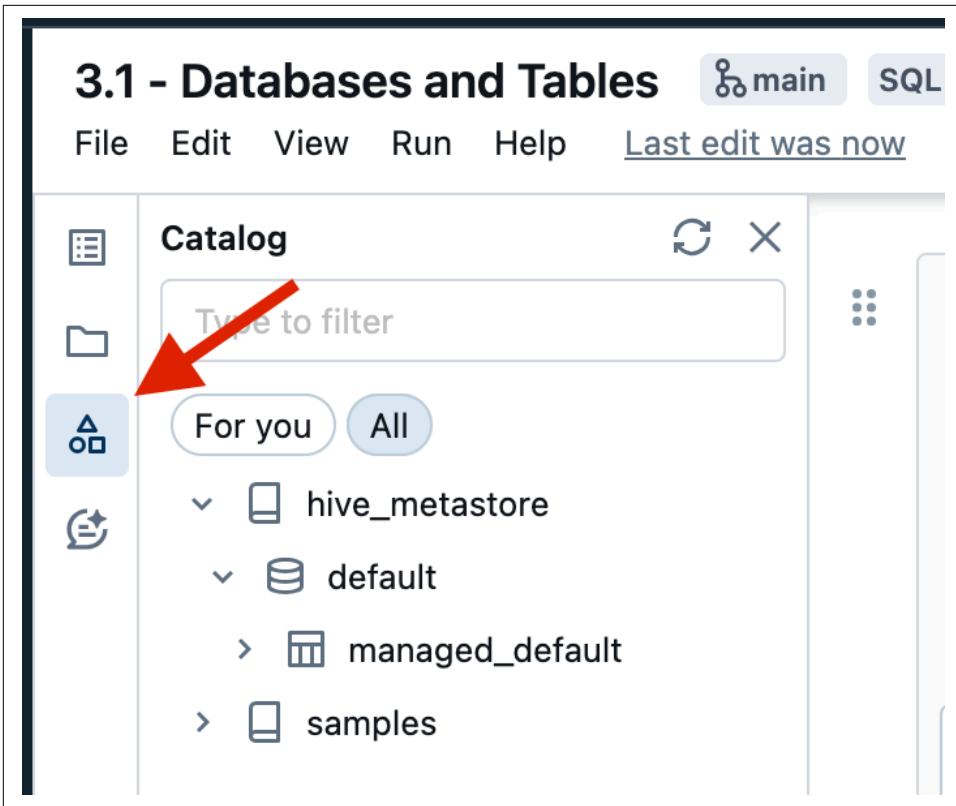 3.1 - Databases and Tables main SQL
File Edit View Run Help Last edit was now
Catalog
Type to filter
For you All
hive_metastore
default
managed_default
samples